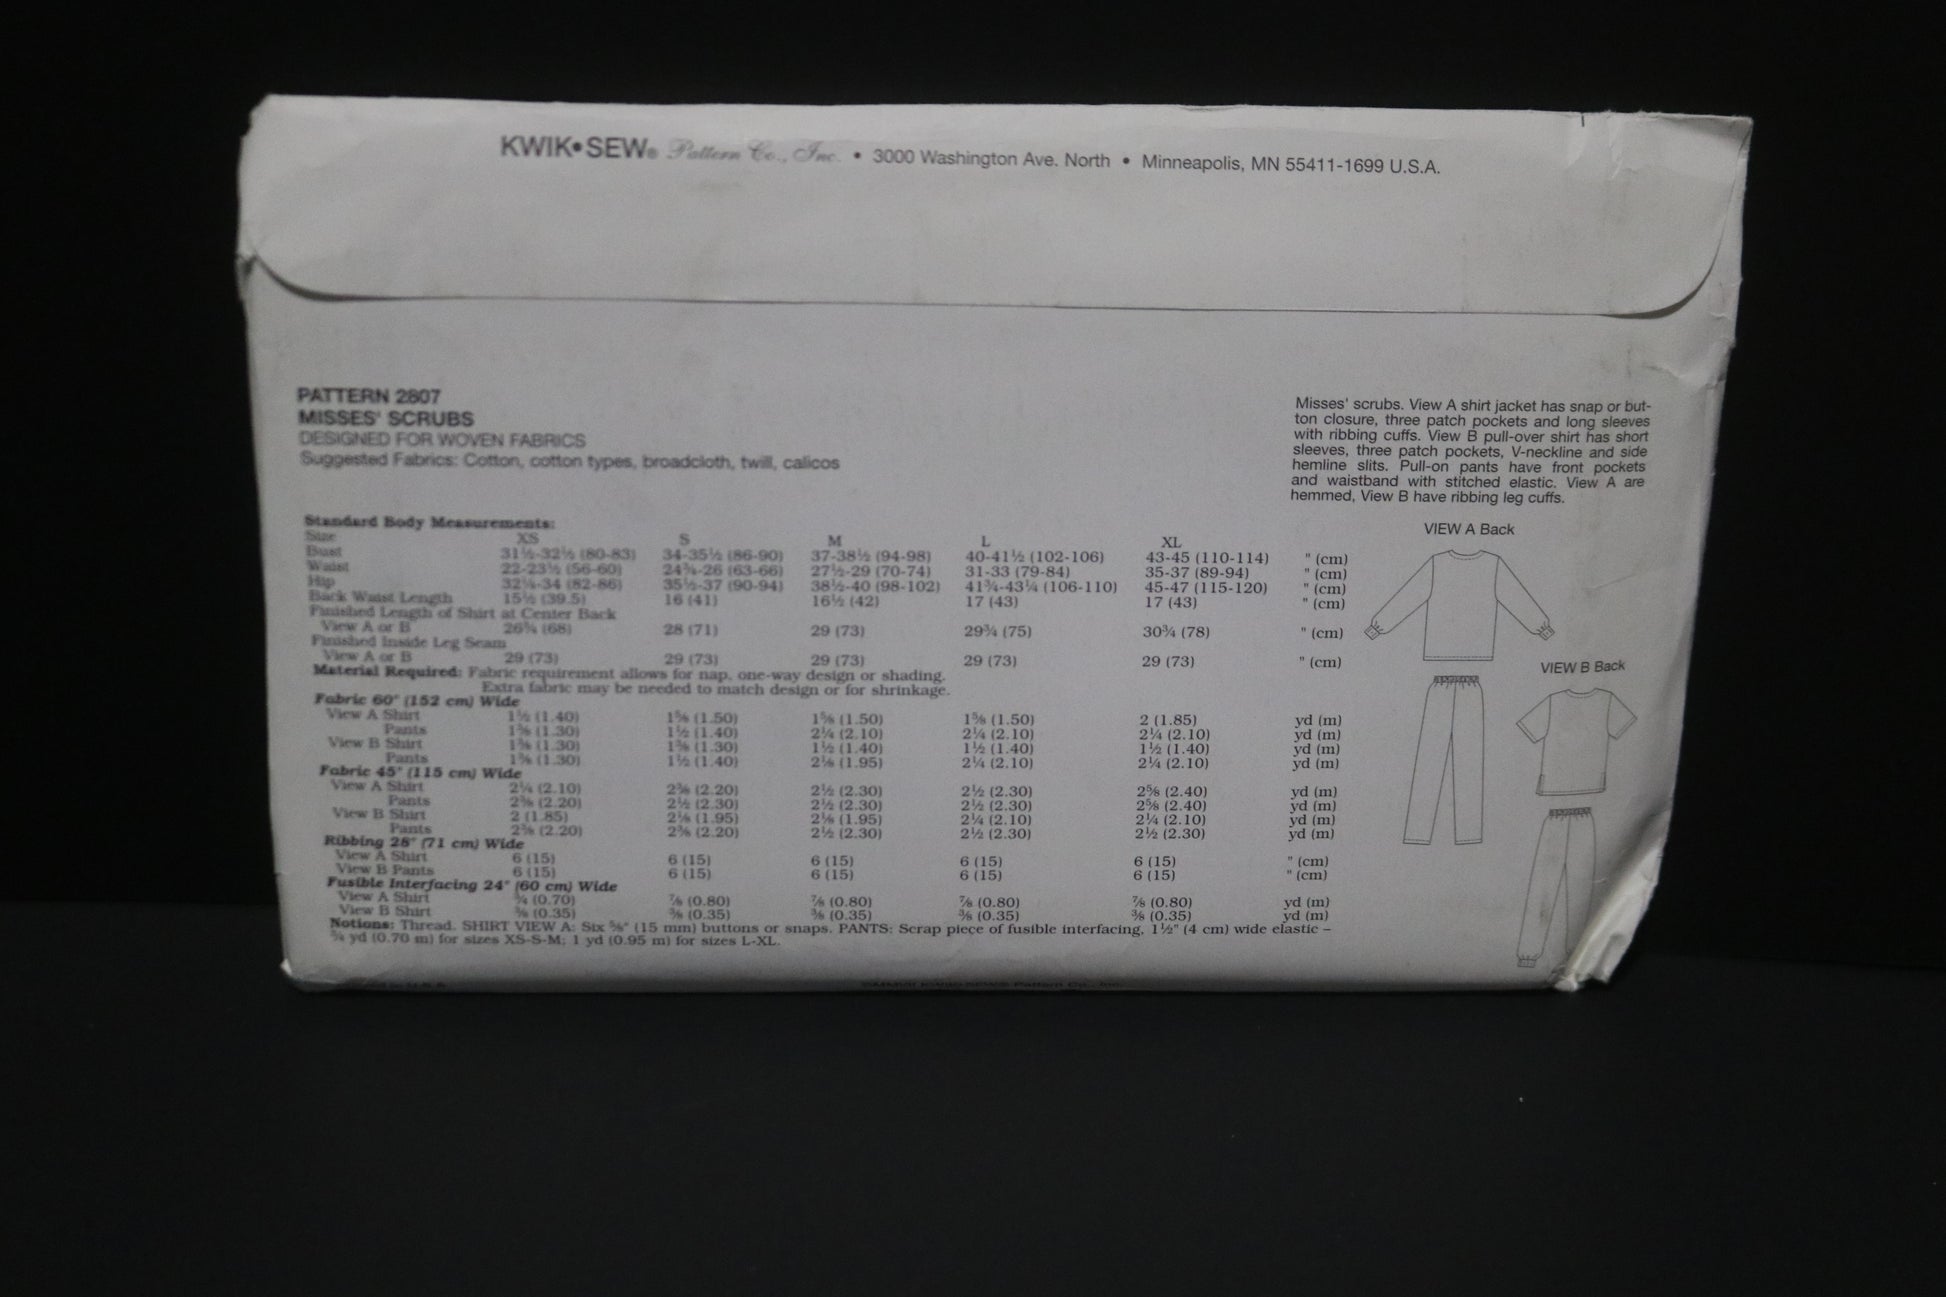 KWIK•SEW® Pattern Co., Inc. • 3000 Washington Ave. North • Minneapolis, MN 55411-1699 U.S.A.
PATTERN 2807
MISSES' SCRUBS
DESIGNED FOR WOVEN FABRICS
Suggested Fabrics: Cotton, cotton types, broadcloth, twill, calicos
Misses' scrubs. View A shirt jacket has snap or but-
ton closure, three patch pockets and long sleeves
with ribbing cuffs. View B pull-over shirt has short
sleeves, three patch pockets, V-neckline and side
hemline slits. Pull-on pants have front pockets
and waistband with stitched elastic. View A are
hemmed, View B have ribbing leg cuffs.
Standard Body Measurements:
Size XS S M L XL
Bust 31½-32½ (80-83) 34-35½ (86-90) 37-38½ (94-98) 40-41½ (102-106) 43-45 (110-114) " (cm)
Waist 22-23½ (56-60) 24¾-26 (63-66) 27½-29 (70-74) 31-33 (79-84) 35-37 (89-94) " (cm)
Hip 32¼-34 (82-86) 35½-37 (90-94) 38½-40 (98-102) 41¾-43¼ (106-110) 45-47 (115-120) " (cm)
Back Waist Length 15½ (39.5) 16 (41) 16½ (42) 17 (43) 17 (43) " (cm)
Finished Length of Shirt at Center Back
View A or B 26¾ (68) 28 (71) 29 (73) 29¾ (75) 30¾ (78) " (cm)
Finished Inside Leg Seam
View A or B 29 (73) 29 (73) 29 (73) 29 (73) 29 (73) " (cm)
Material Required: Fabric requirement allows for nap, one-way design or shading.
Extra fabric may be needed to match design or for shrinkage.
Fabric 60" (152 cm) Wide
View A Shirt 1½ (1.40) 1⅝ (1.50) 1⅝ (1.50) 1⅝ (1.50) 2 (1.85) yd (m)
Pants 1⅜ (1.30) 1½ (1.40) 2¼ (2.10) 2¼ (2.10) 2¼ (2.10) yd (m)
View B Shirt 1⅜ (1.30) 1⅜ (1.30) 1½ (1.40) 1½ (1.40) 1½ (1.40) yd (m)
Pants 1⅜ (1.30) 1½ (1.40) 2⅛ (1.95) 2¼ (2.10) 2¼ (2.10) yd (m)
Fabric 45" (115 cm) Wide
View A Shirt 2¼ (2.10) 2⅜ (2.20) 2½ (2.30) 2½ (2.30) 2⅝ (2.40) yd (m)
Pants 2⅜ (2.20) 2½ (2.30) 2½ (2.30) 2½ (2.30) 2⅝ (2.40) yd (m)
View B Shirt 2 (1.85) 2⅛ (1.95) 2⅛ (1.95) 2¼ (2.10) 2¼ (2.10) yd (m)
Pants 2⅜ (2.20) 2⅜ (2.20) 2½ (2.30) 2½ (2.30) 2½ (2.30) yd (m)
Ribbing 28" (71 cm) Wide
View A Shirt 6 (15) 6 (15) 6 (15) 6 (15) 6 (15) " (cm)
View B Pants 6 (15) 6 (15) 6 (15) 6 (15) 6 (15) " (cm)
Fusible Interfacing 24" (60 cm) Wide
View A Shirt ¾ (0.70) ⅞ (0.80) ⅞ (0.80) ⅞ (0.80) ⅞ (0.80) yd (m)
View B Shirt ⅜ (0.35) ⅜ (0.35) ⅜ (0.35) ⅜ (0.35) ⅜ (0.35) yd (m)
Notions: Thread. SHIRT VIEW A: Six ⅝" (15 mm) buttons or snaps. PANTS: Scrap piece of fusible interfacing, 1½" (4 cm) wide elastic –
¾ yd (0.70 m) for sizes XS-S-M; 1 yd (0.95 m) for sizes L-XL.
VIEW A Back
VIEW B Back
KWIK•SEW® Pattern Co., Inc.